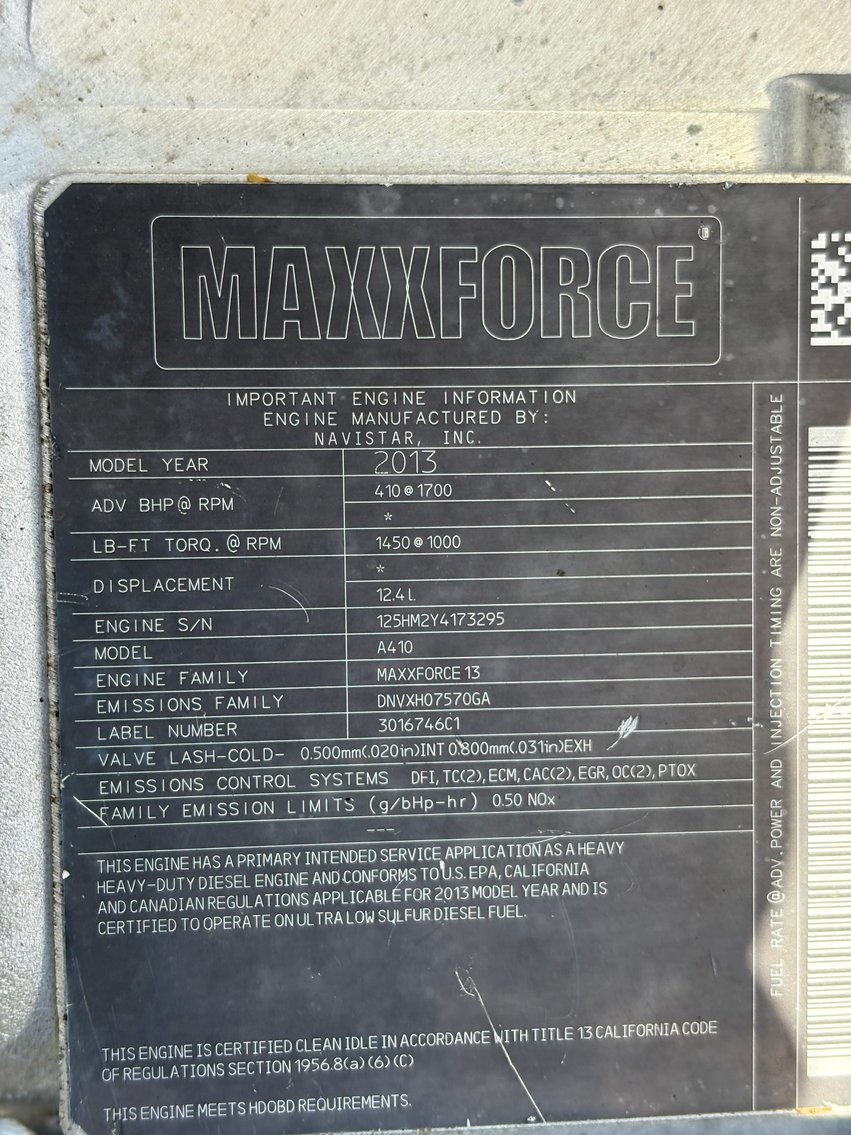 MAXXFORCE®
IMPORTANT ENGINE INFORMATION
ENGINE MANUFACTURED BY:
NAVISTAR, INC.
MODEL YEAR 2013
ADV BHP@ RPM 410@1700
*
LB-FT TORQ.@ RPM 1450@1000
*
DISPLACEMENT 12.4L
ENGINE S/N 125HM2Y4173295
MODEL A410
ENGINE FAMILY MAXXFORCE 13
EMISSIONS FAMILY DNVXH07570GA
LABEL NUMBER 3016746C1
VALVE LASH-COLD- 0.500mm(.020in)INT 0.800mm(.031in)EXH
EMISSIONS CONTROL SYSTEMS DFI, TC(2), ECM, CAC(2), EGR, OC(2), PTOX
FAMILY EMISSION LIMITS (g/bHp-hr) 0.50 NOx
---
THIS ENGINE HAS A PRIMARY INTENDED SERVICE APPLICATION AS A HEAVY
HEAVY-DUTY DIESEL ENGINE AND CONFORMS TO U.S. EPA, CALIFORNIA
AND CANADIAN REGULATIONS APPLICABLE FOR 2013 MODEL YEAR AND IS
CERTIFIED TO OPERATE ON ULTRA LOW SULFUR DIESEL FUEL.
THIS ENGINE IS CERTIFIED CLEAN IDLE IN ACCORDANCE WITH TITLE 13 CALIFORNIA CODE
OF REGULATIONS SECTION 1956.8(a)(6)(C)
THIS ENGINE MEETS HDOBD REQUIREMENTS.
FUEL RATE @ADV. POWER AND INJECTION TIMING ARE NON-ADJUSTABLE